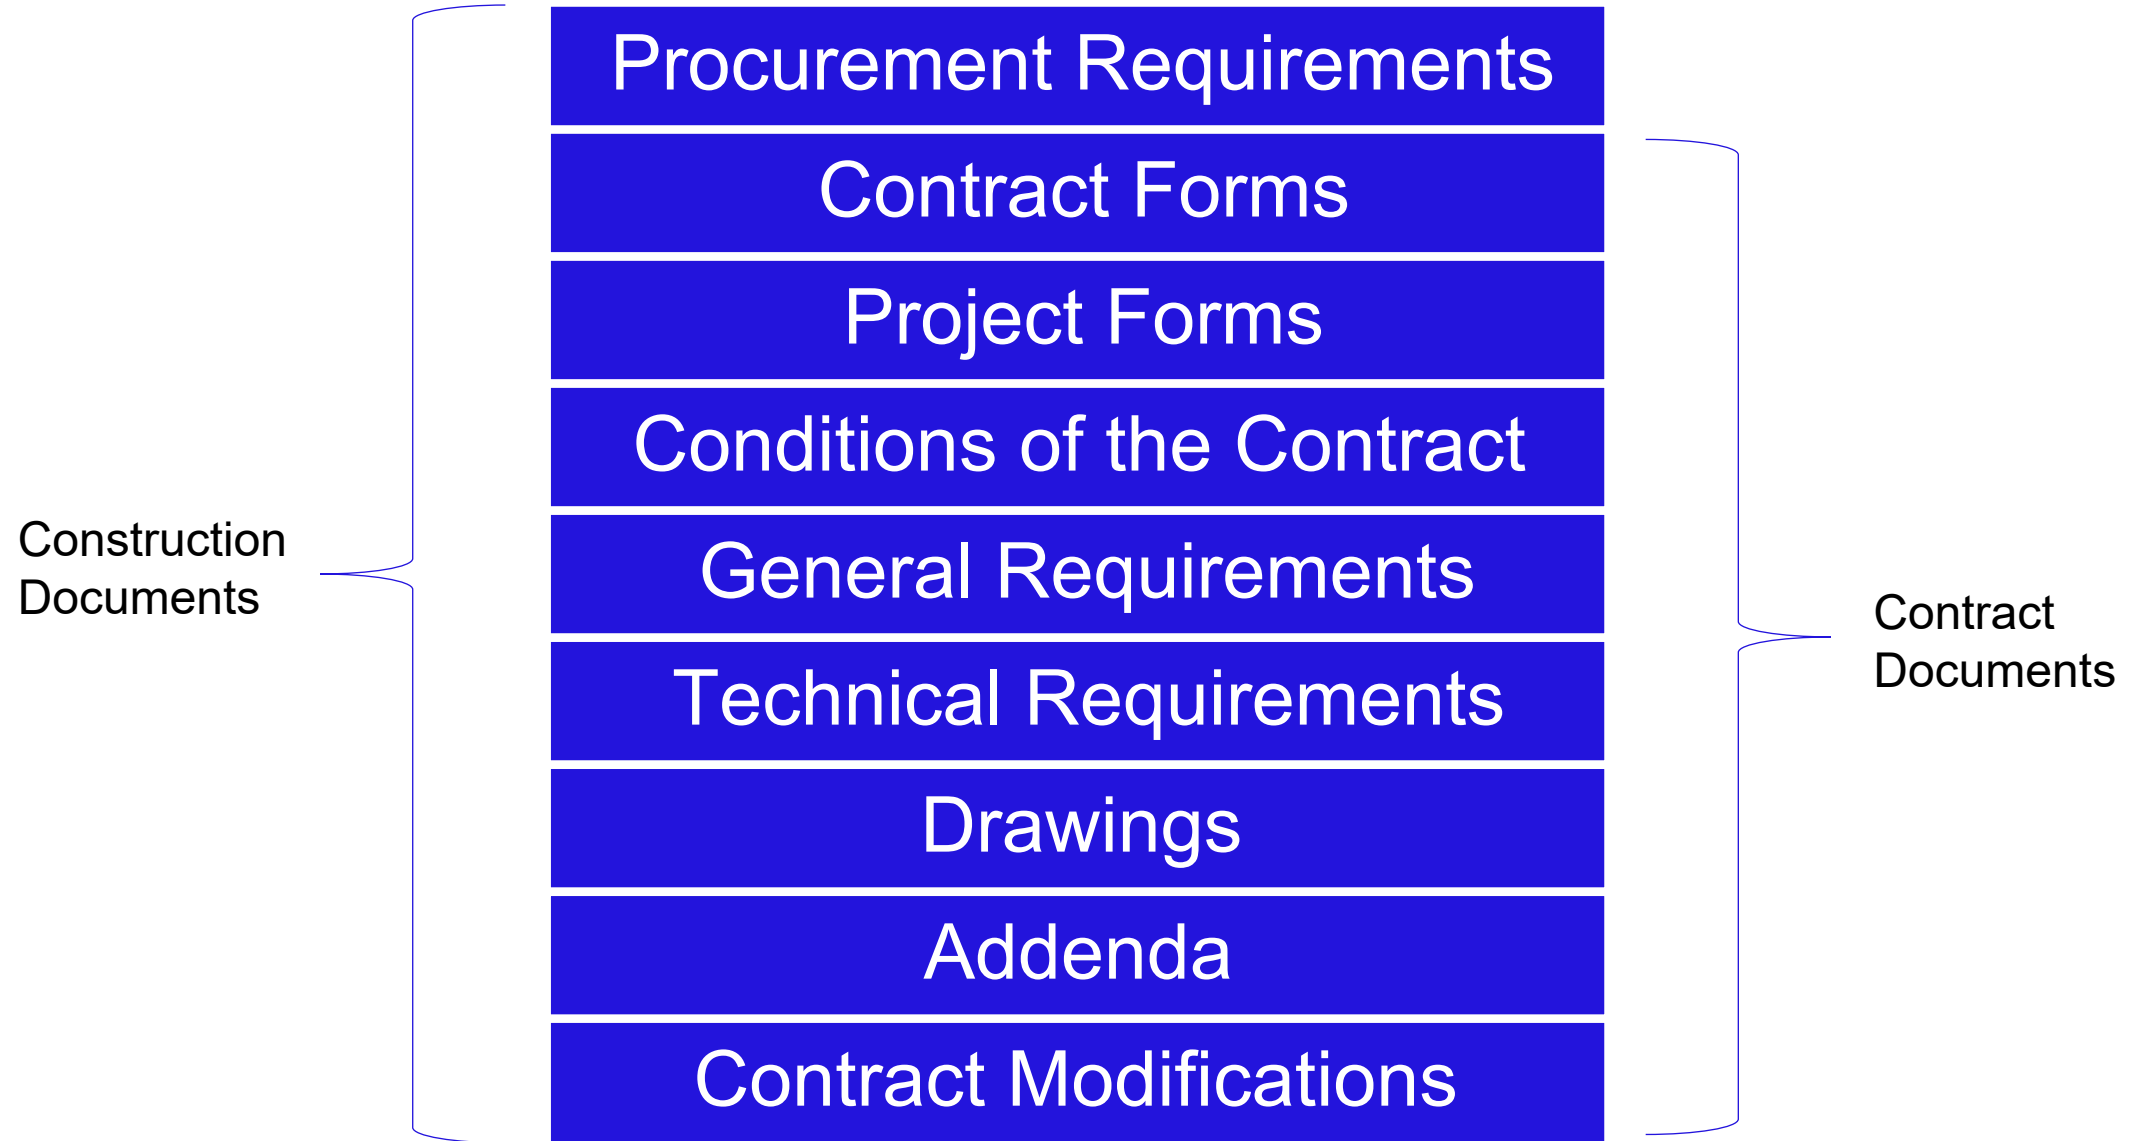 Procurement Requirements
Contract Forms
Project Forms
Conditions of the Contract
General Requirements
Technical Requirements
Drawings
Addenda
Contract Modifications
Construction
Documents
Contract
Documents